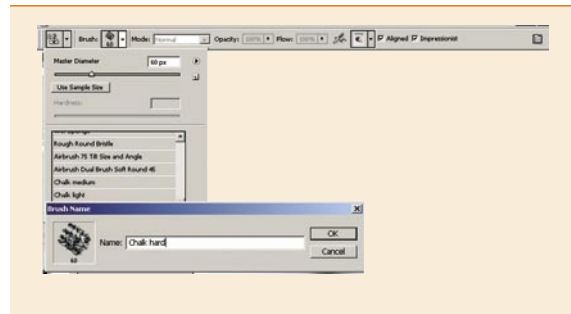 Brush: 60 Mode: Normal Opacity: 100% Flow: 100% Aligned Impressionist
Master Diameter 60 px
Use Sample Size
Hardness:
Rough Round Bristle
Airbrush 75 Tilt Size and Angle
Airbrush Dual Brush Soft Round 45
Chalk medium
Chalk light
Brush Name
Name: Chalk hard
OK
60
Cancel